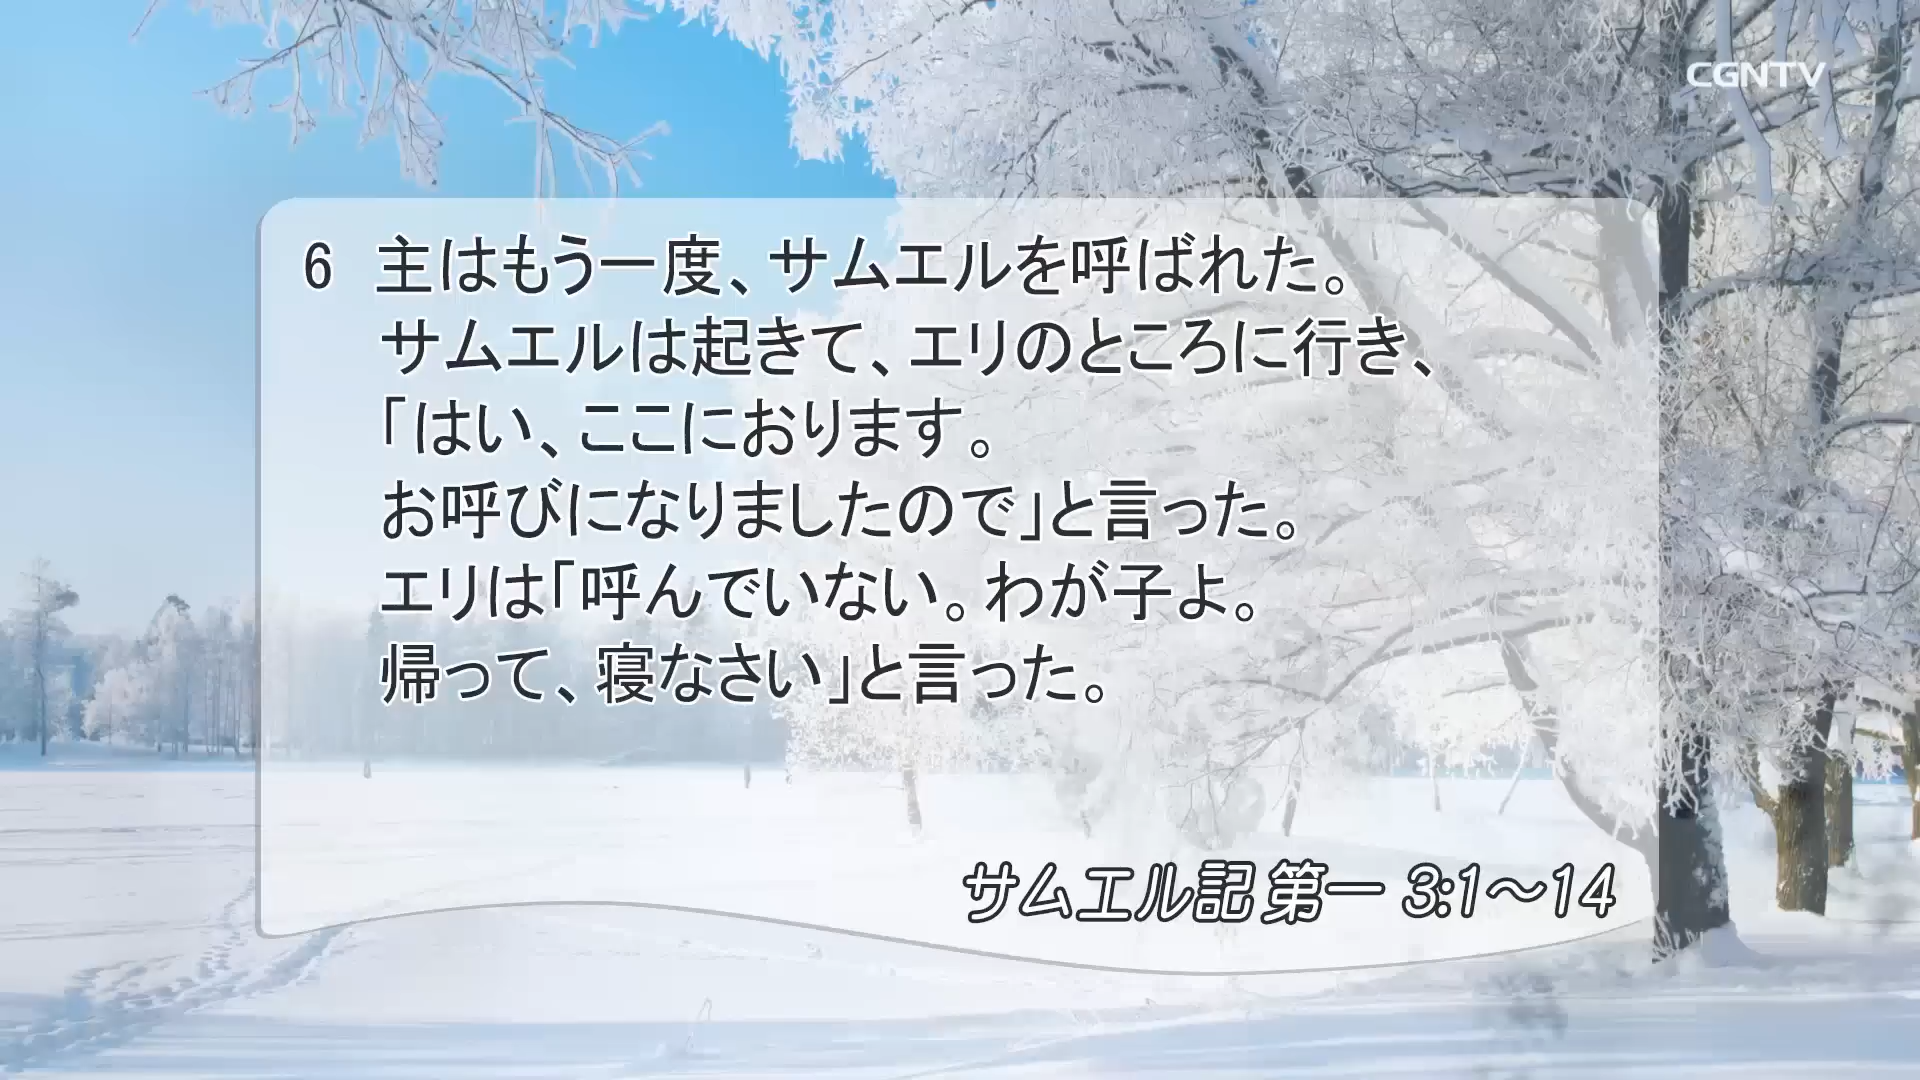 CGNTV
6 主はもう一度、サムエルを呼ばれた。
サムエルは起きて、エリのところに行き、
「はい、ここにおります。
お呼びになりましたので」と言った。
エリは「呼んでいない。わが子よ。
帰って、寝なさい」と言った。
サムエル記 第一 3:1～14